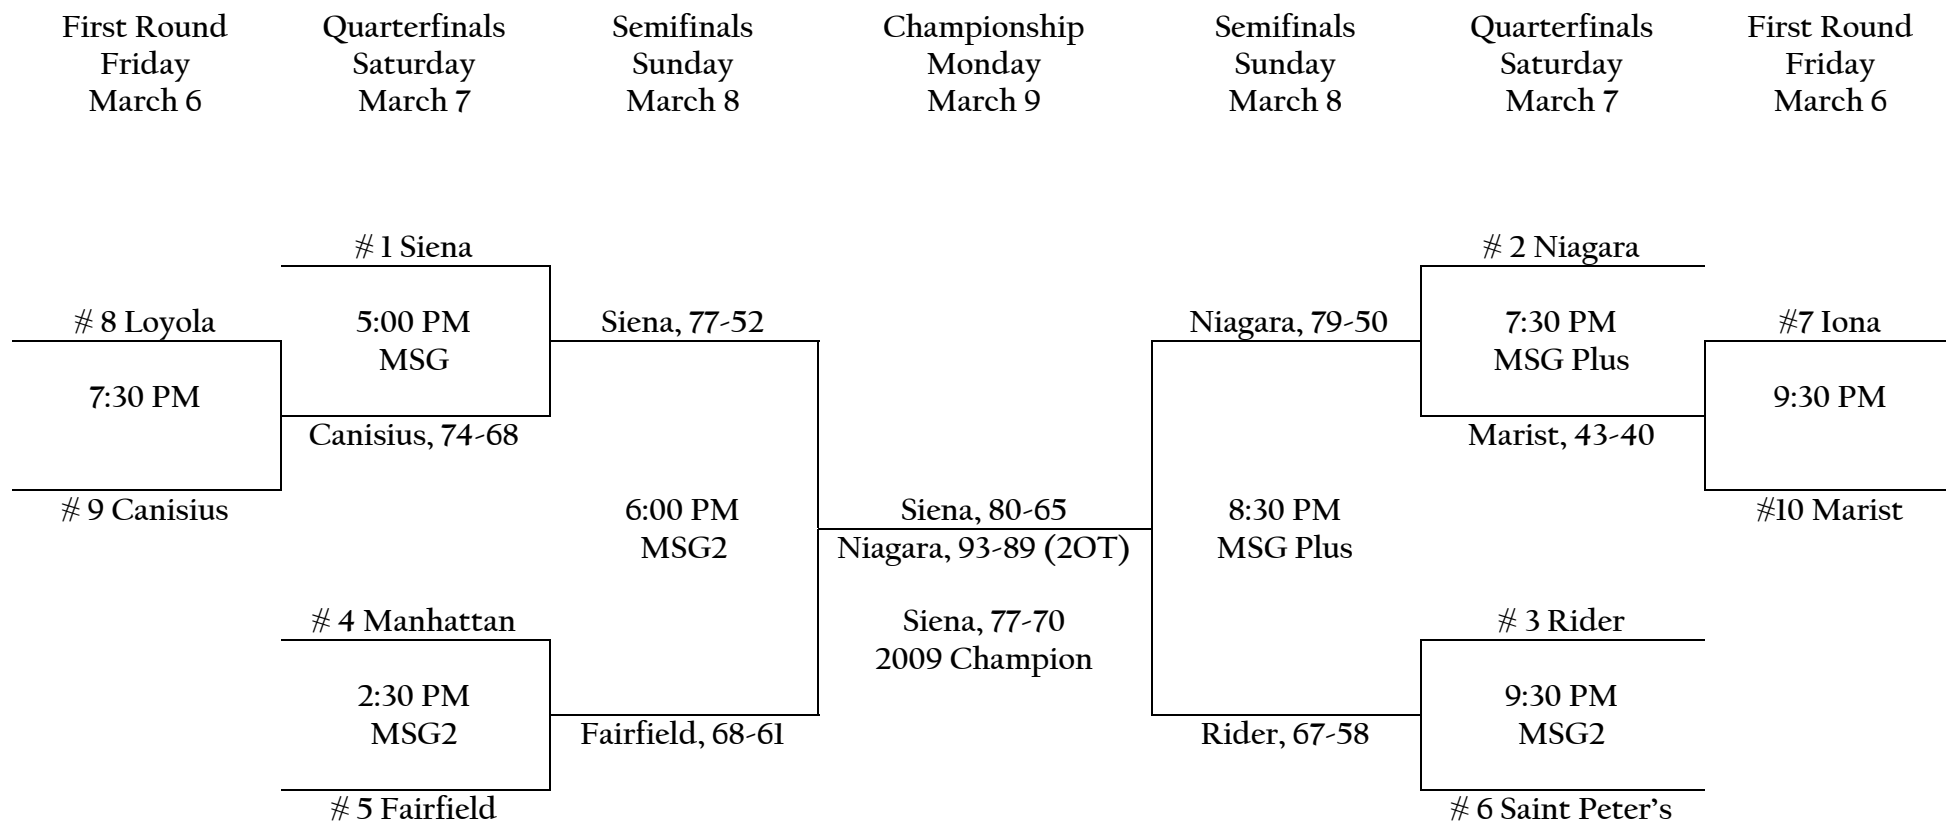 First Round
Friday
March 6
Quarterfinals
Saturday
March 7
Semifinals
Sunday
March 8
Championship
Monday
March 9
Semifinals
Sunday
March 8
Quarterfinals
Saturday
March 7
First Round
Friday
March 6
# 8 Loyola
7:30 PM
# 9 Canisius
# 1 Siena
5:00 PM
MSG
Canisius, 74-68
# 4 Manhattan
2:30 PM
MSG2
# 5 Fairfield
Siena, 77-52
6:00 PM
MSG2
Fairfield, 68-61
Siena, 80-65
Niagara, 93-89 (2OT)
Siena, 77-70
2009 Champion
Niagara, 79-50
8:30 PM
MSG Plus
Rider, 67-58
# 2 Niagara
7:30 PM
MSG Plus
Marist, 43-40
# 3 Rider
9:30 PM
MSG2
# 6 Saint Peter's
#7 Iona
9:30 PM
#10 Marist